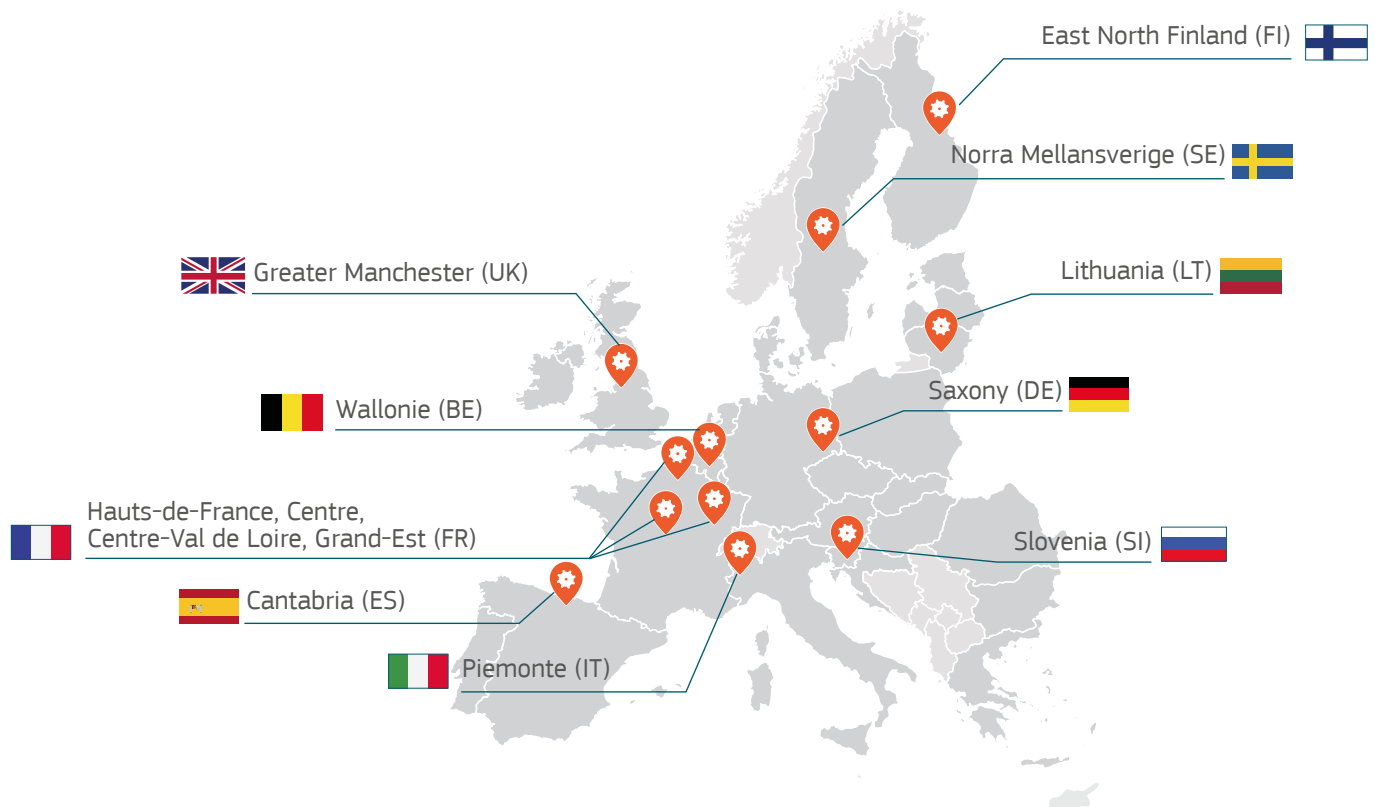 East North Finland (FI)
Norra Mellansverige (SE)
Greater Manchester (UK)
Lithuania (LT)
Saxony (DE)
Wallonie (BE)
Hauts-de-France, Centre,
Centre-Val de Loire, Grand-Est (FR)
Slovenia (SI)
Cantabria (ES)
Piemonte (IT)